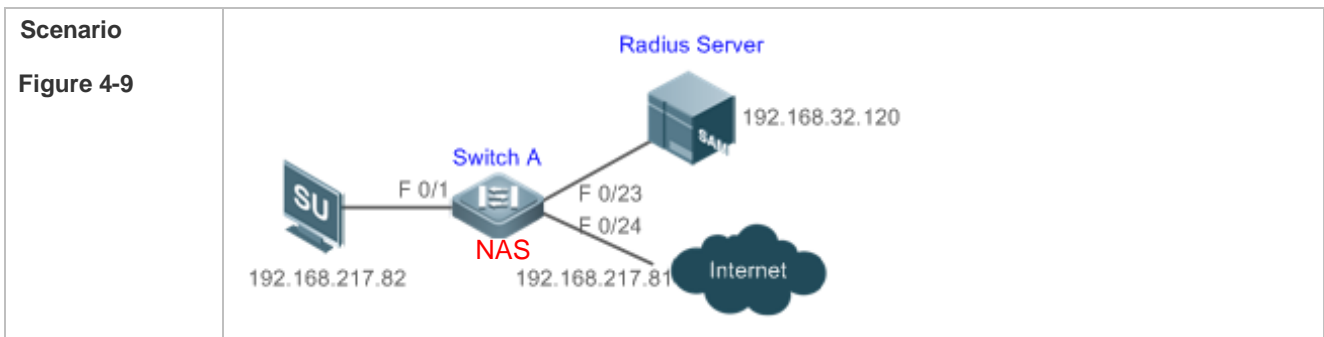 Scenario
Figure 4-9
Radius Server
192.168.32.120
SAM
Switch A
SU
F 0/1
F 0/23
F 0/24
NAS
192.168.217.82
192.168.217.81
Internet